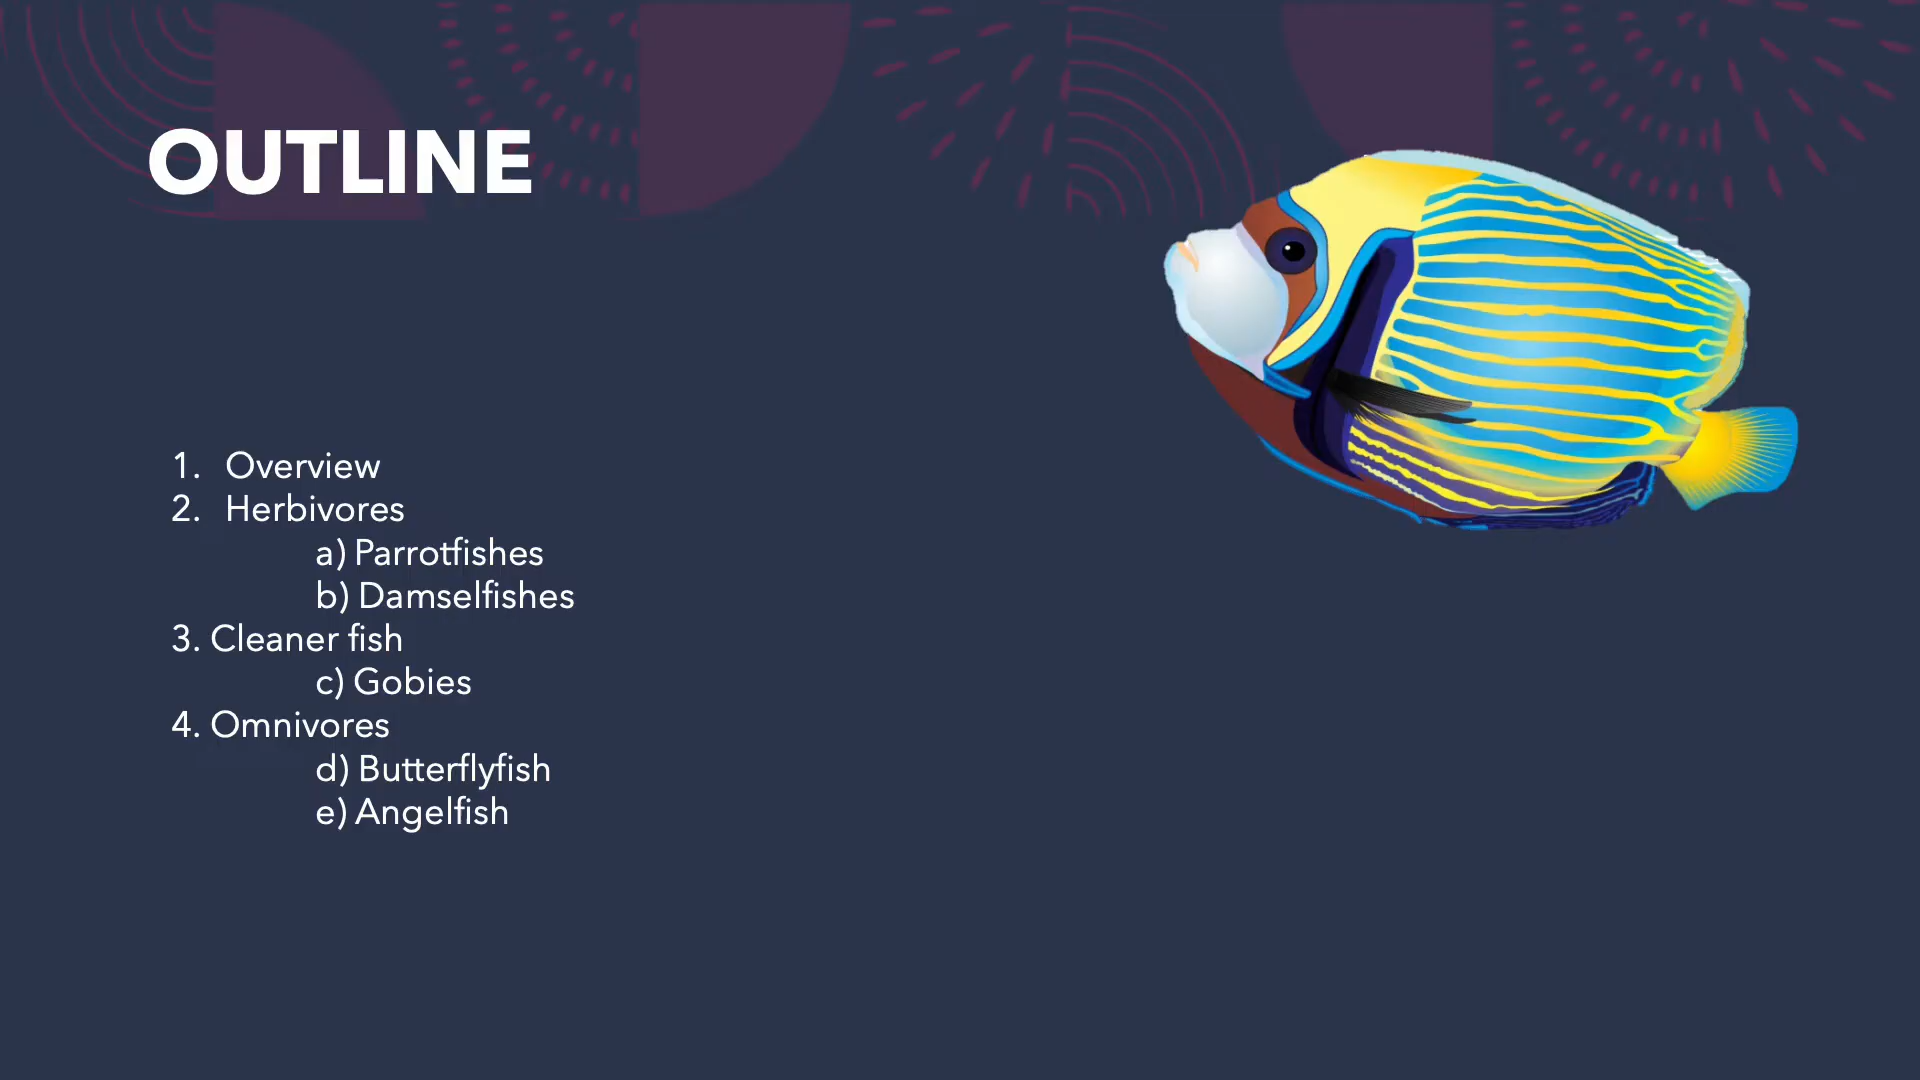 OUTLINE
1. Overview
2. Herbivores
a) Parrotfishes
b) Damselfishes
3. Cleaner fish
c) Gobies
4. Omnivores
d) Butterflyfish
e) Angelfish